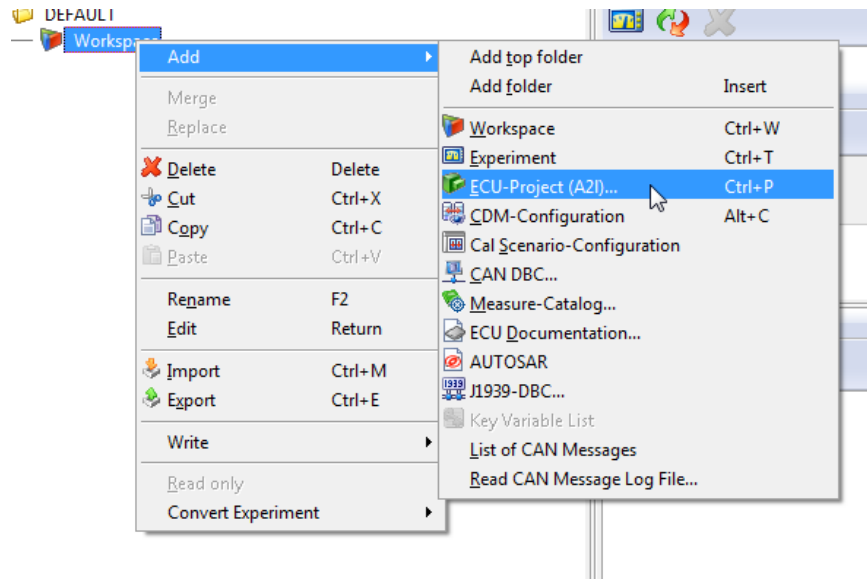 DEFAULT
Workspace
Add
Merge
Replace
Delete Delete
Cut Ctrl+X
Copy Ctrl+C
Paste Ctrl+V
Rename F2
Edit Return
Import Ctrl+M
Export Ctrl+E
Write
Read only
Convert Experiment
Add top folder
Add folder Insert
Workspace Ctrl+W
Experiment Ctrl+T
ECU-Project (A2l)... Ctrl+P
CDM-Configuration Alt+C
Cal Scenario-Configuration
CAN DBC...
Measure-Catalog...
ECU Documentation...
AUTOSAR
1939 J1939-DBC...
Key Variable List
List of CAN Messages
Read CAN Message Log File...